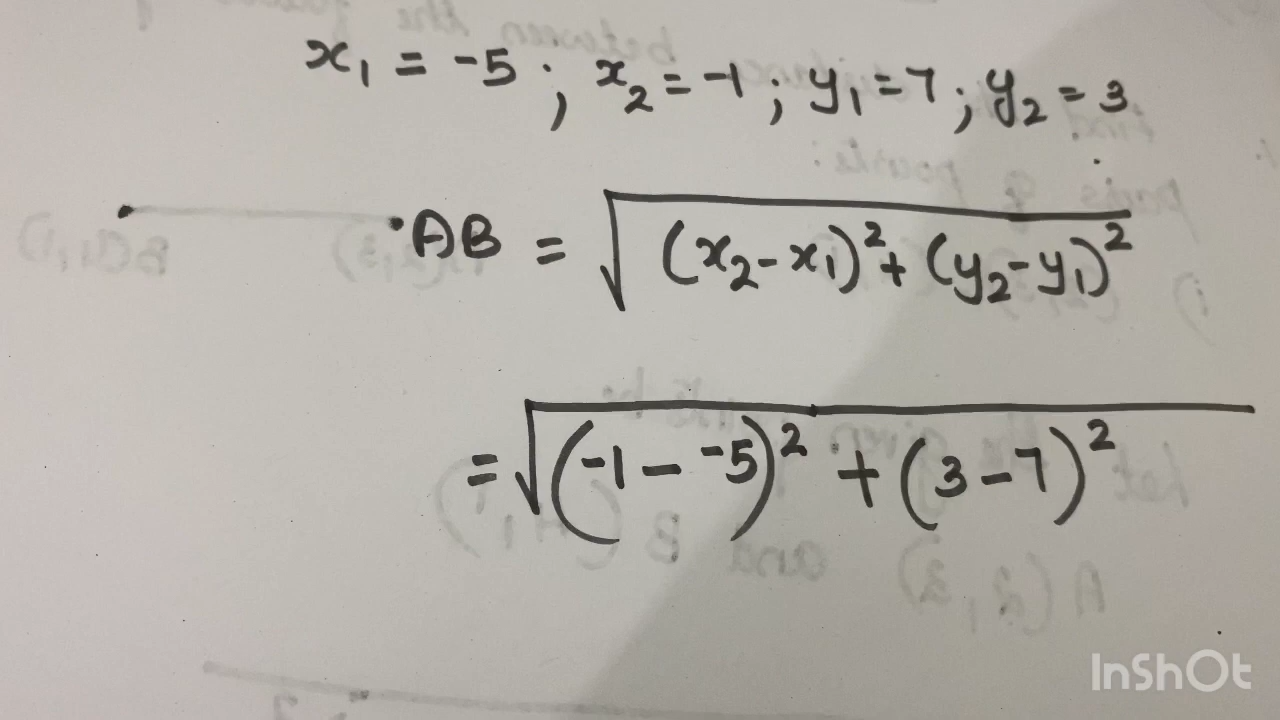 x₁ = -5 ; x₂ = -1 ; y₁ = 7 ; y₂ = 3
AB = √(x₂ - x₁)² + (y₂ - y₁)²
= √(-1 - -5)² + (3 - 7)²
InShOt